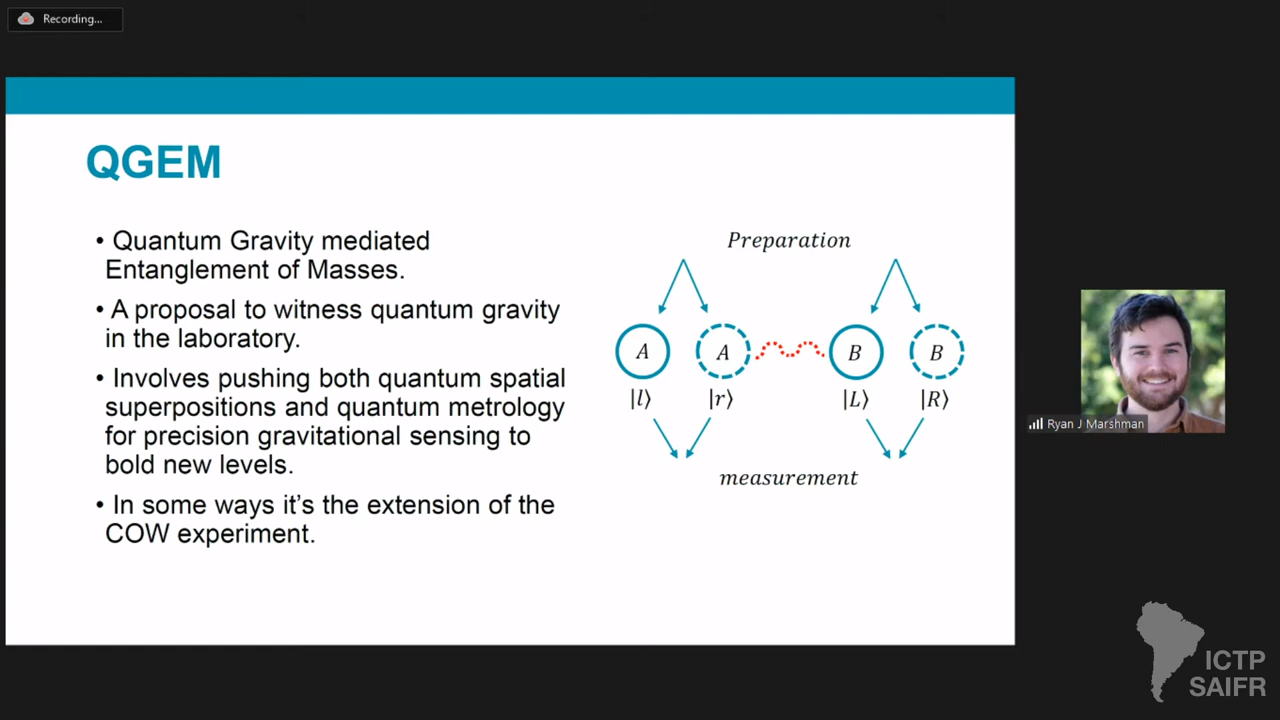 Recording...
QGEM
• Quantum Gravity mediated
Entanglement of Masses.
• A proposal to witness quantum gravity
in the laboratory.
• Involves pushing both quantum spatial
superpositions and quantum metrology
for precision gravitational sensing to
bold new levels.
• In some ways it's the extension of the
COW experiment.
Preparation
A A B B
|l⟩ |r⟩ |L⟩ |R⟩
measurement
Ryan J Marshman
ICTP
SAIFR